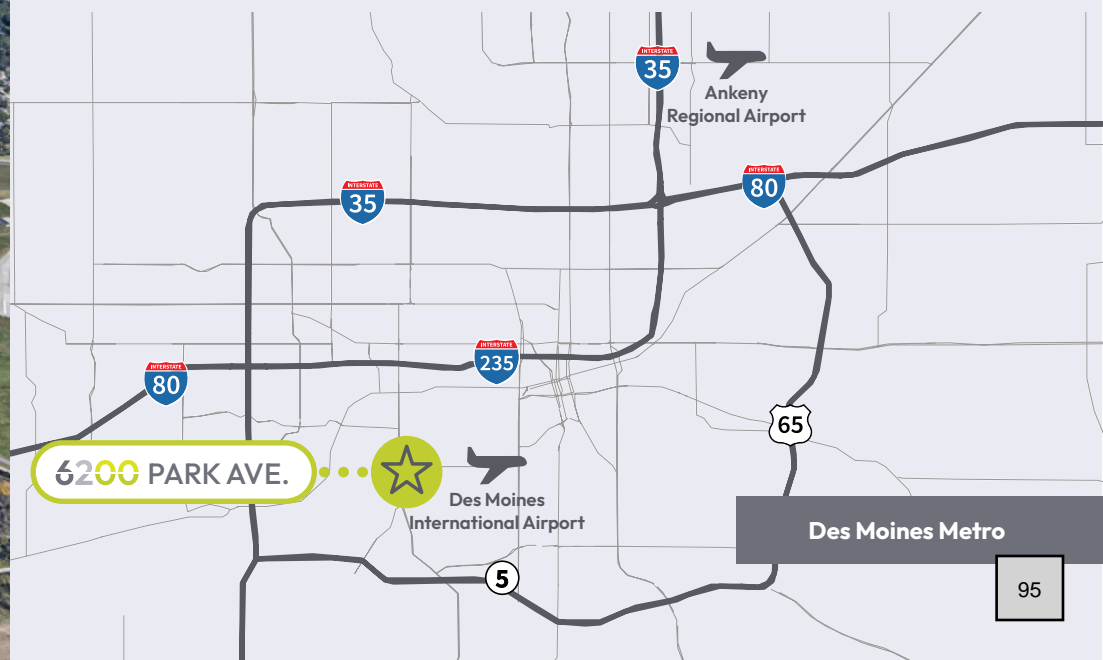 INTERSTATE
35
Ankeny
Regional Airport
INTERSTATE
80
INTERSTATE
35
INTERSTATE
235
INTERSTATE
80
65
6200 PARK AVE.
Des Moines
International Airport
Des Moines Metro
5
95